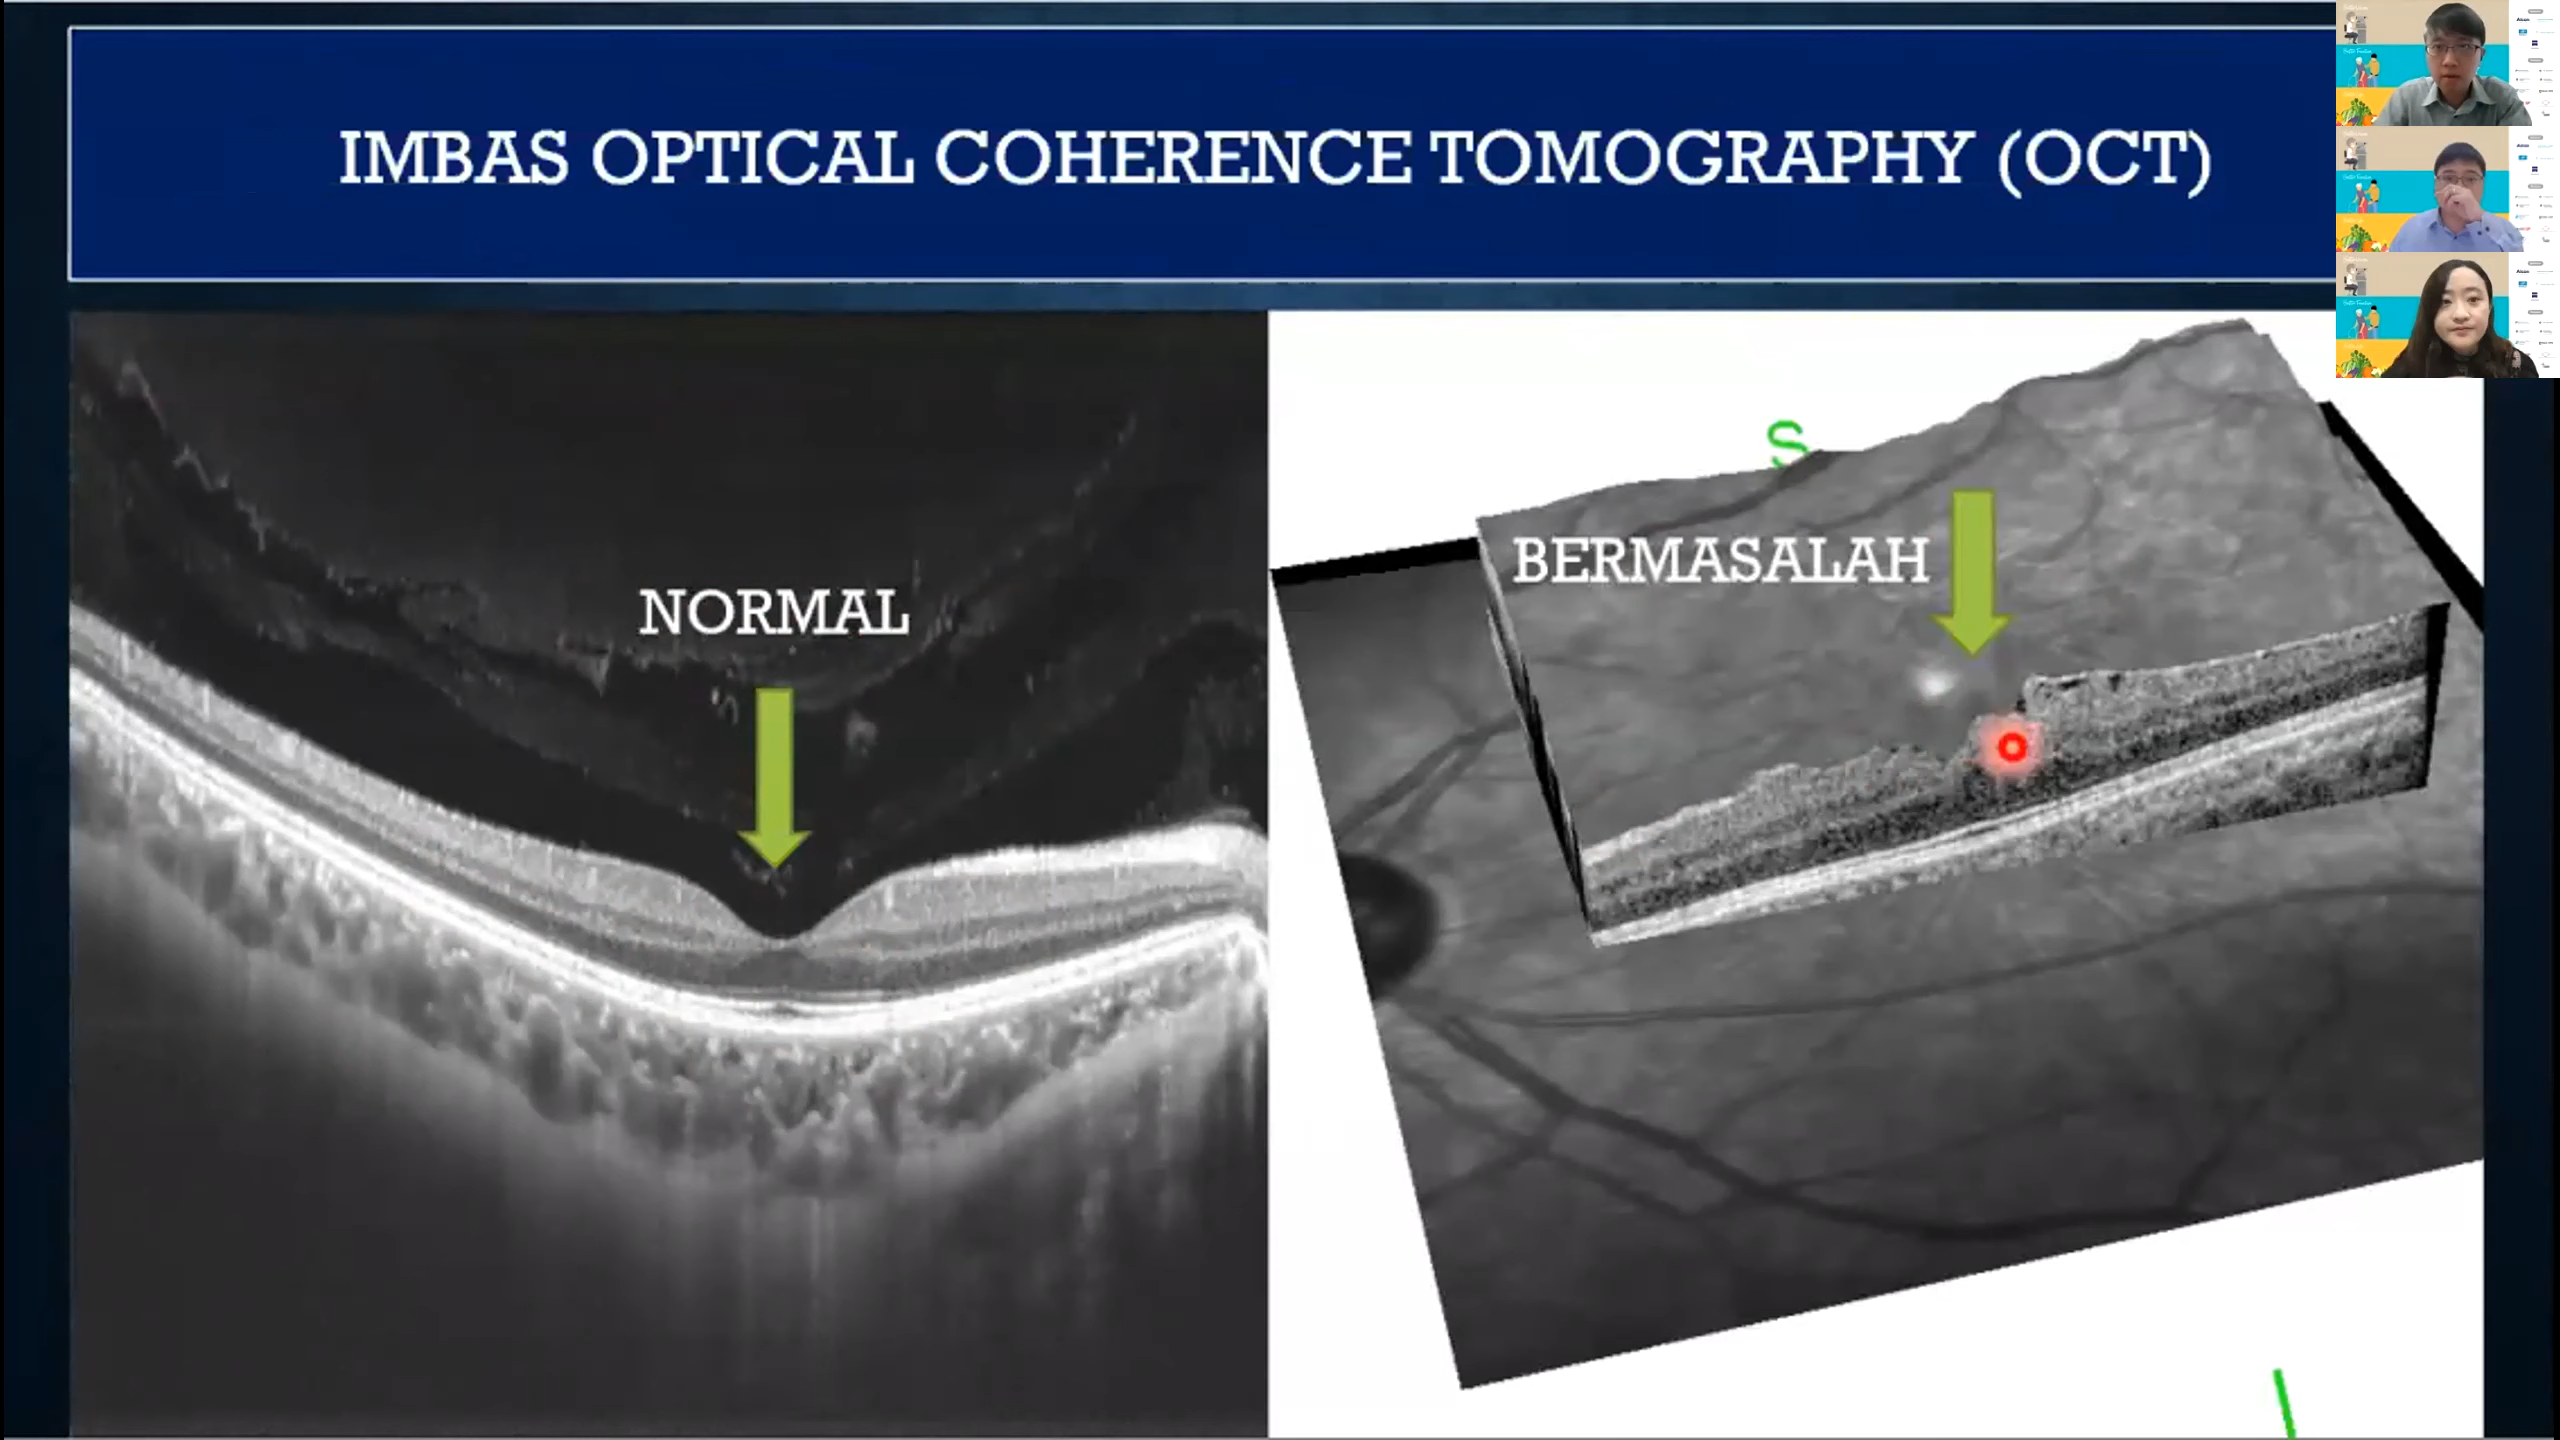 IMBAS OPTICAL COHERENCE TOMOGRAPHY (OCT)
NORMAL
S
BERMASALAH
I